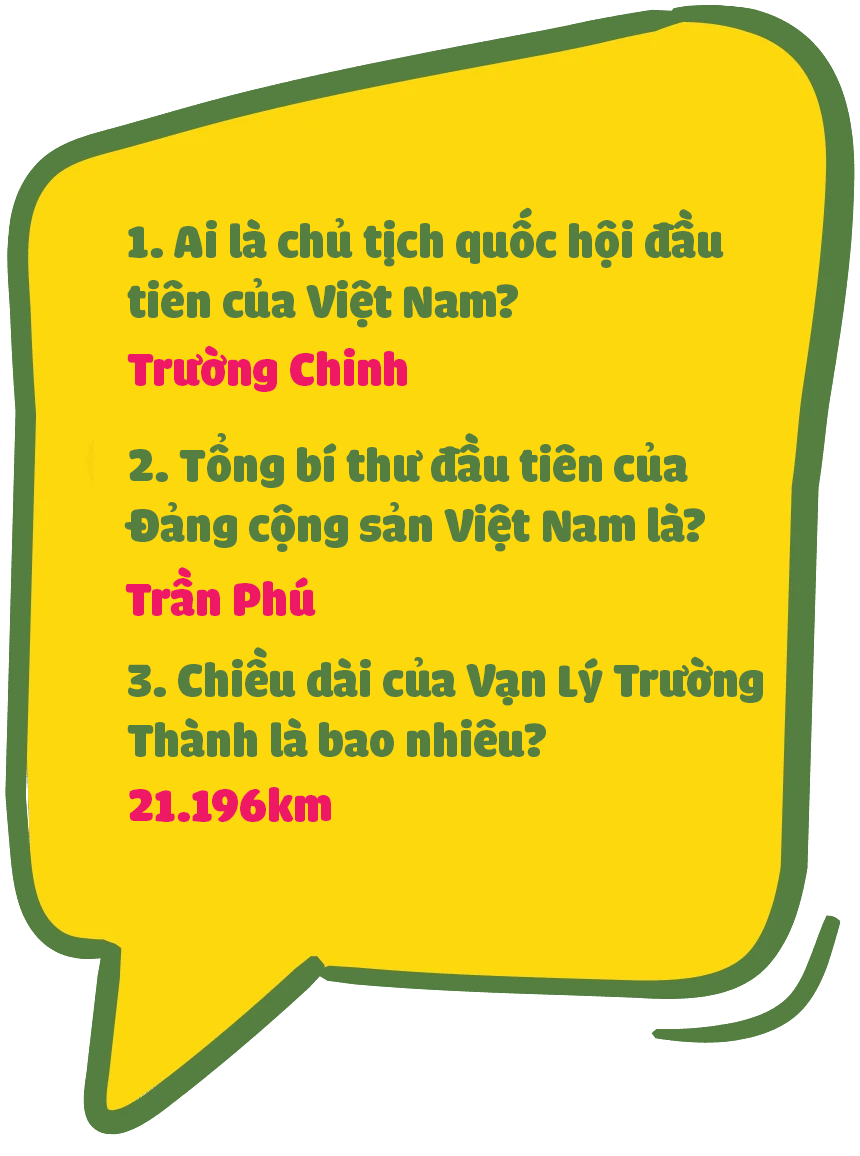 1. Ai là chủ tịch quốc hội đầu
tiên của Việt Nam?
Trường Chinh
2. Tổng bí thư đầu tiên của
Đảng cộng sản Việt Nam là?
Trần Phú
3. Chiều dài của Vạn Lý Trường
Thành là bao nhiêu?
21.196km